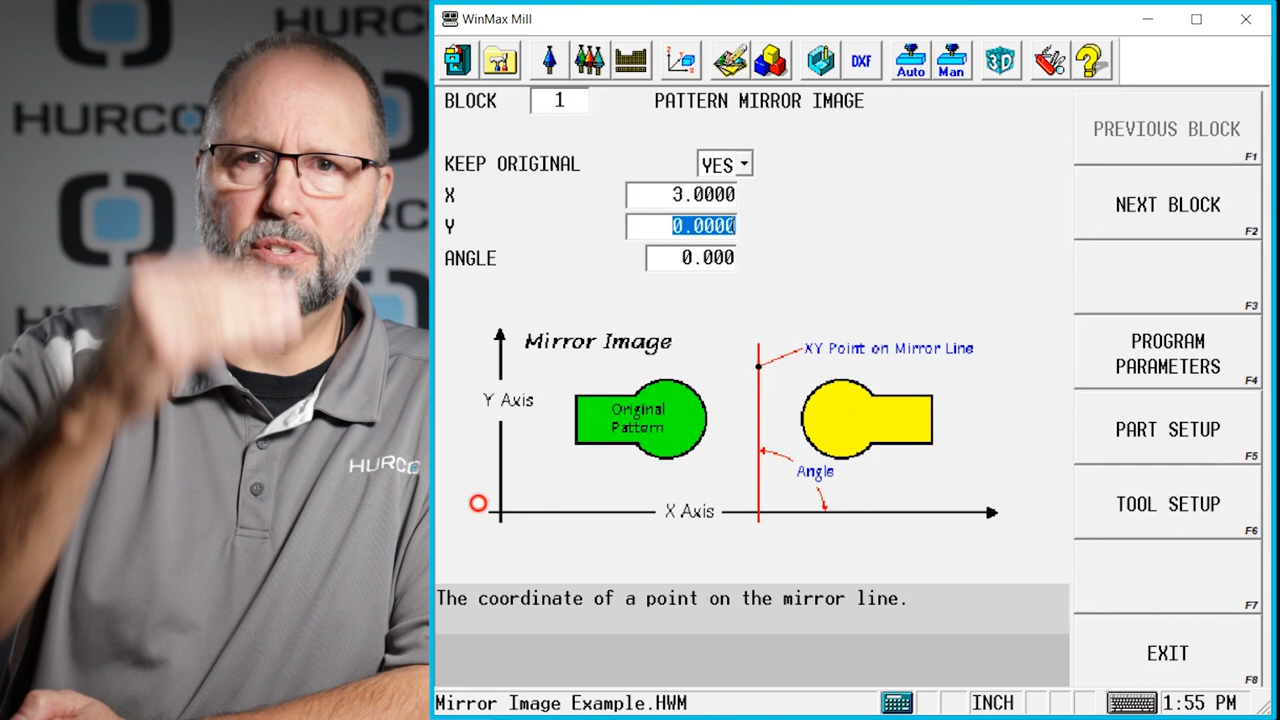 HURCO
HURCO
HURCO
WinMax Mill
DXF
Auto
Man
3D
BLOCK 1 PATTERN MIRROR IMAGE
KEEP ORIGINAL YES
X 3.0000
Y 0.0000
ANGLE 0.000
Mirror Image
XY Point on Mirror Line
Y Axis
Original
Pattern
Angle
X Axis
The coordinate of a point on the mirror line.
PREVIOUS BLOCK
F1
NEXT BLOCK
F2
F3
PROGRAM
PARAMETERS
F4
PART SETUP
F5
TOOL SETUP
F6
F7
EXIT
F8
Mirror Image Example.HWM
INCH
1:55 PM